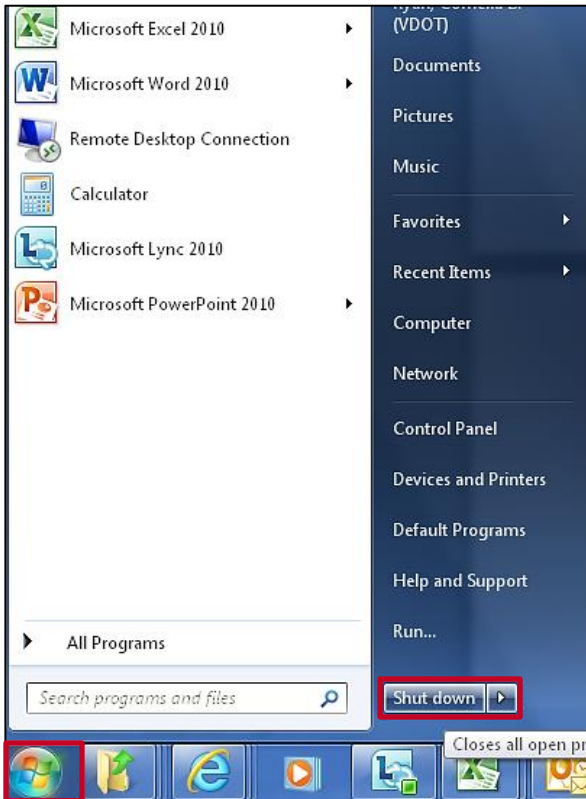 Microsoft Excel 2010
Microsoft Word 2010
Remote Desktop Connection
Calculator
Microsoft Lync 2010
Microsoft PowerPoint 2010
All Programs
Search programs and files
(VDOT)
Documents
Pictures
Music
Favorites
Recent Items
Computer
Network
Control Panel
Devices and Printers
Default Programs
Help and Support
Run...
Shut down
Closes all open pr